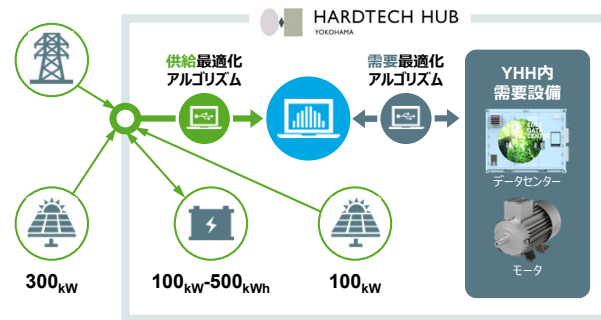 HARDTECH HUB
YOKOHAMA
供給最適化
アルゴリズム
需要最適化
アルゴリズム
YHH内
需要設備
データセンター
モータ
300kW
100kW-500kWh
100kW